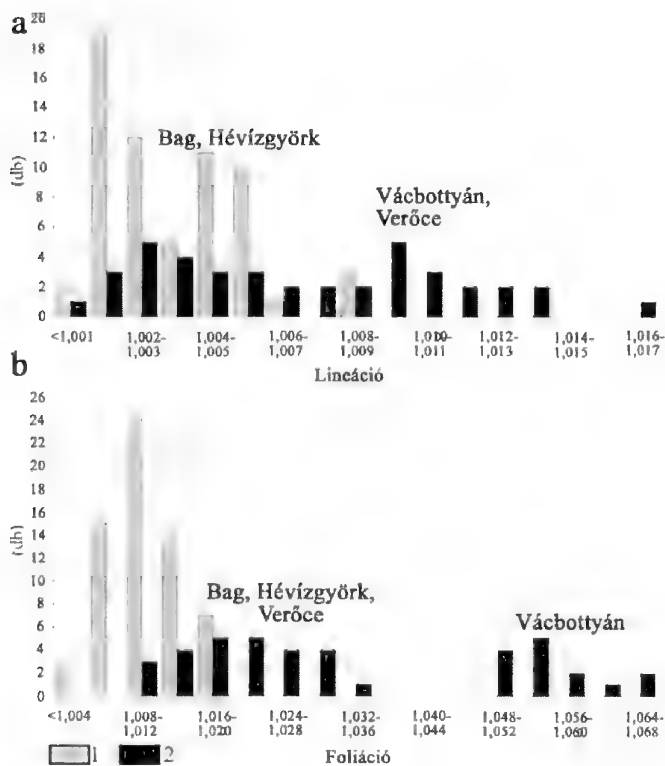 a
20
18
16
14
12
10
8
6
4
2
0
(db)
Bag, Hévízgyörk
Vácbottyán,
Verőce
<1,001 1,002- 1,004- 1,006- 1,008- 1,010- 1,012- 1,014- 1,016-
1,003 1,005 1,007 1,009 1,011 1,013 1,015 1,017
Lineáció
b
26
24
22
20
18
16
14
12
10
8
6
4
2
0
(db)
Bag, Hévízgyörk,
Verőce
Vácbottyán
<1,004 1,008- 1,016- 1,024- 1,032- 1,040- 1,048- 1,056- 1,064-
1,012 1,020 1,028 1,036 1,044 1,052 1,060 1,068
1 2 Foliáció